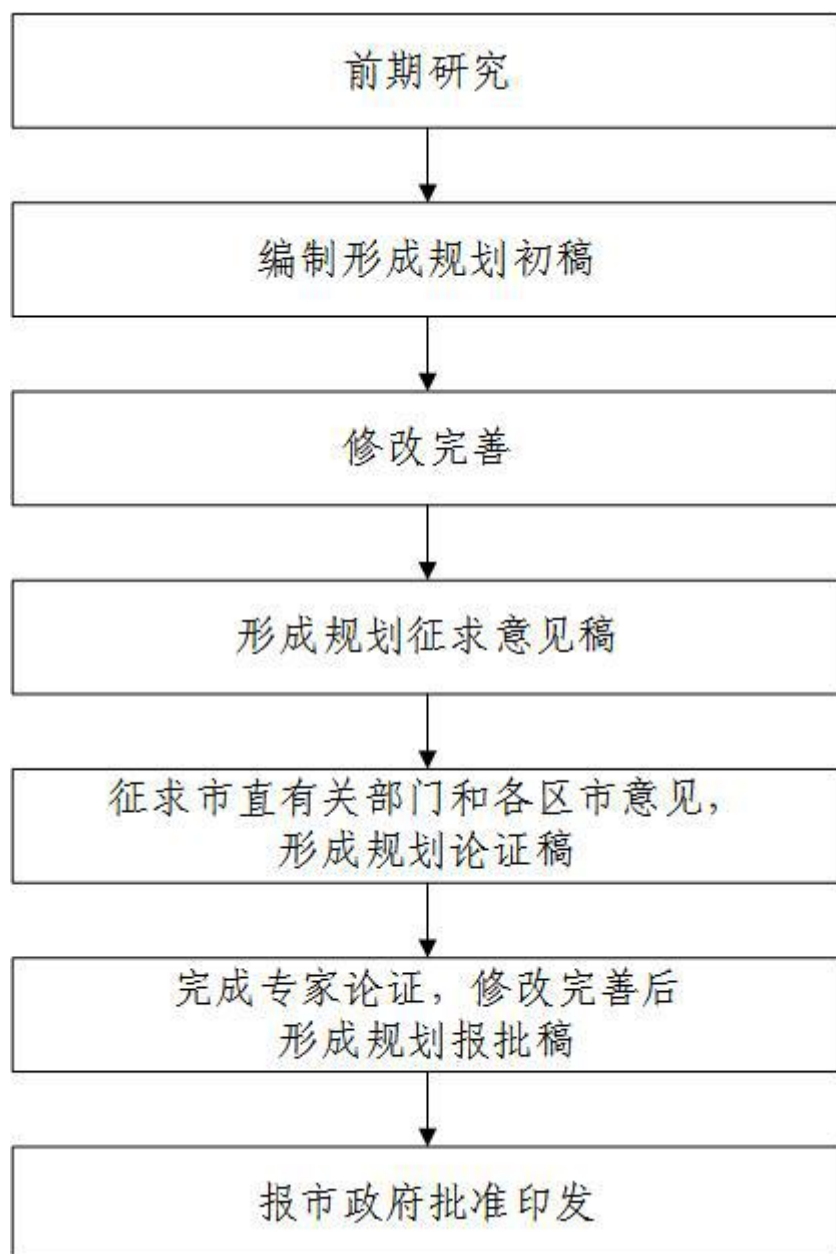 前期研究
编制形成规划初稿
修改完善
形成规划征求意见稿
征求市直有关部门和各区市意见，
形成规划论证稿
完成专家论证，修改完善后
形成规划报批稿
报市政府批准印发